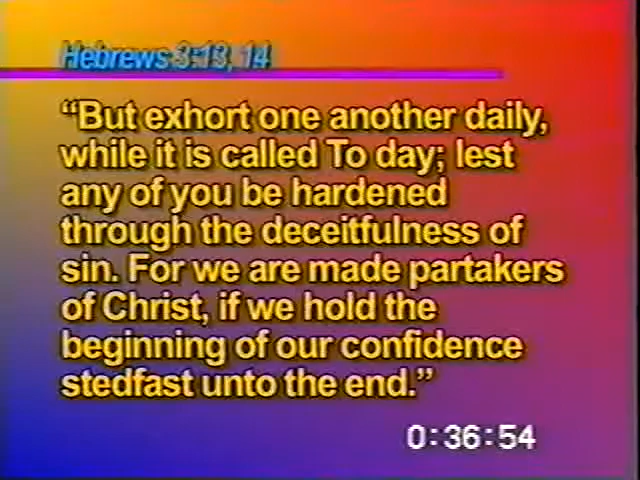 Hebrews 3:13, 14
“But exhort one another daily,
while it is called To day; lest
any of you be hardened
through the deceitfulness of
sin. For we are made partakers
of Christ, if we hold the
beginning of our confidence
stedfast unto the end.”
0:36:54